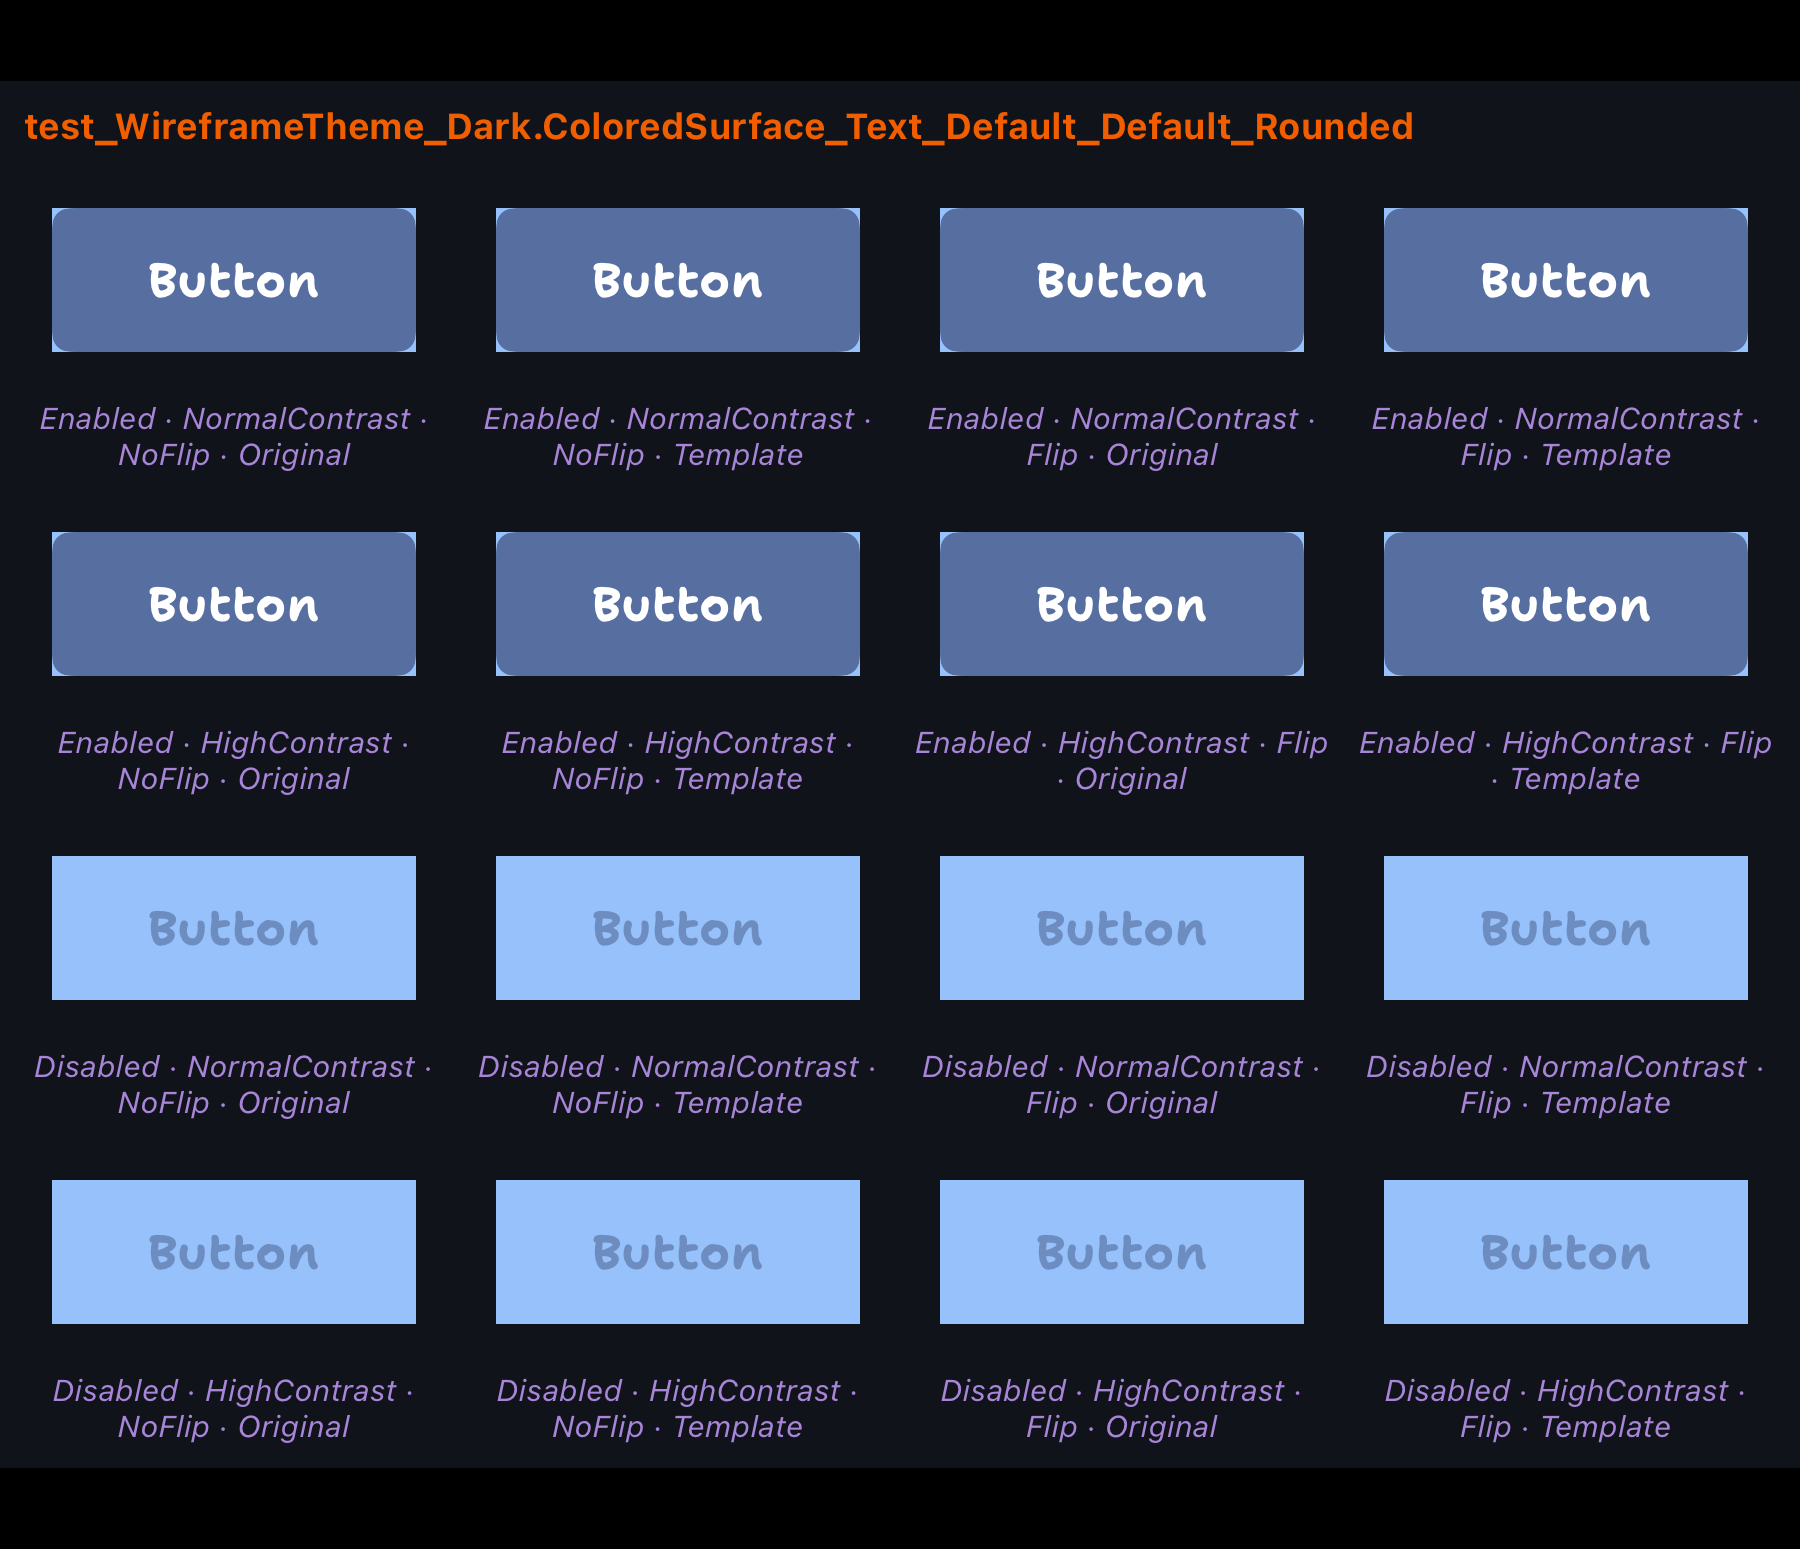 test_WireframeTheme_Dark.ColoredSurface_Text_Default_Default_Rounded
Button
Button
Button
Button
Enabled · NormalContrast ·
NoFlip · Original
Enabled · NormalContrast ·
NoFlip · Template
Enabled · NormalContrast ·
Flip · Original
Enabled · NormalContrast ·
Flip · Template
Button
Button
Button
Button
Enabled · HighContrast ·
NoFlip · Original
Enabled · HighContrast ·
NoFlip · Template
Enabled · HighContrast · Flip
· Original
Enabled · HighContrast · Flip
· Template
Button
Button
Button
Button
Disabled · NormalContrast ·
NoFlip · Original
Disabled · NormalContrast ·
NoFlip · Template
Disabled · NormalContrast ·
Flip · Original
Disabled · NormalContrast ·
Flip · Template
Button
Button
Button
Button
Disabled · HighContrast ·
NoFlip · Original
Disabled · HighContrast ·
NoFlip · Template
Disabled · HighContrast ·
Flip · Original
Disabled · HighContrast ·
Flip · Template